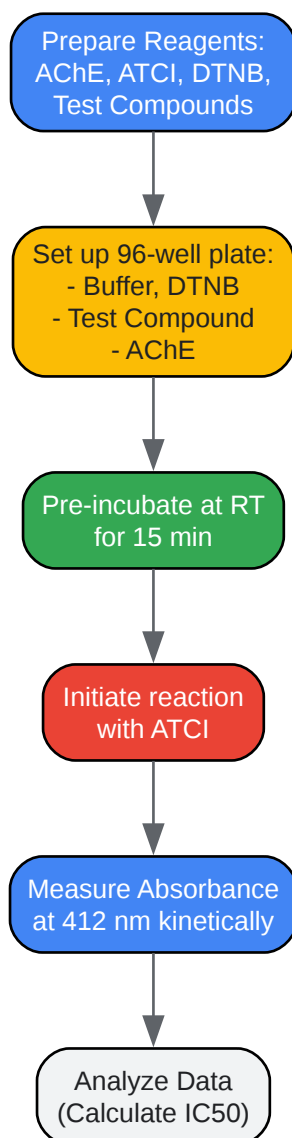 Prepare Reagents:
AChE, ATCI, DTNB,
Test Compounds
Set up 96-well plate:
- Buffer, DTNB
- Test Compound
- AChE
Pre-incubate at RT
for 15 min
Initiate reaction
with ATCI
Measure Absorbance
at 412 nm kinetically
Analyze Data
(Calculate IC50)